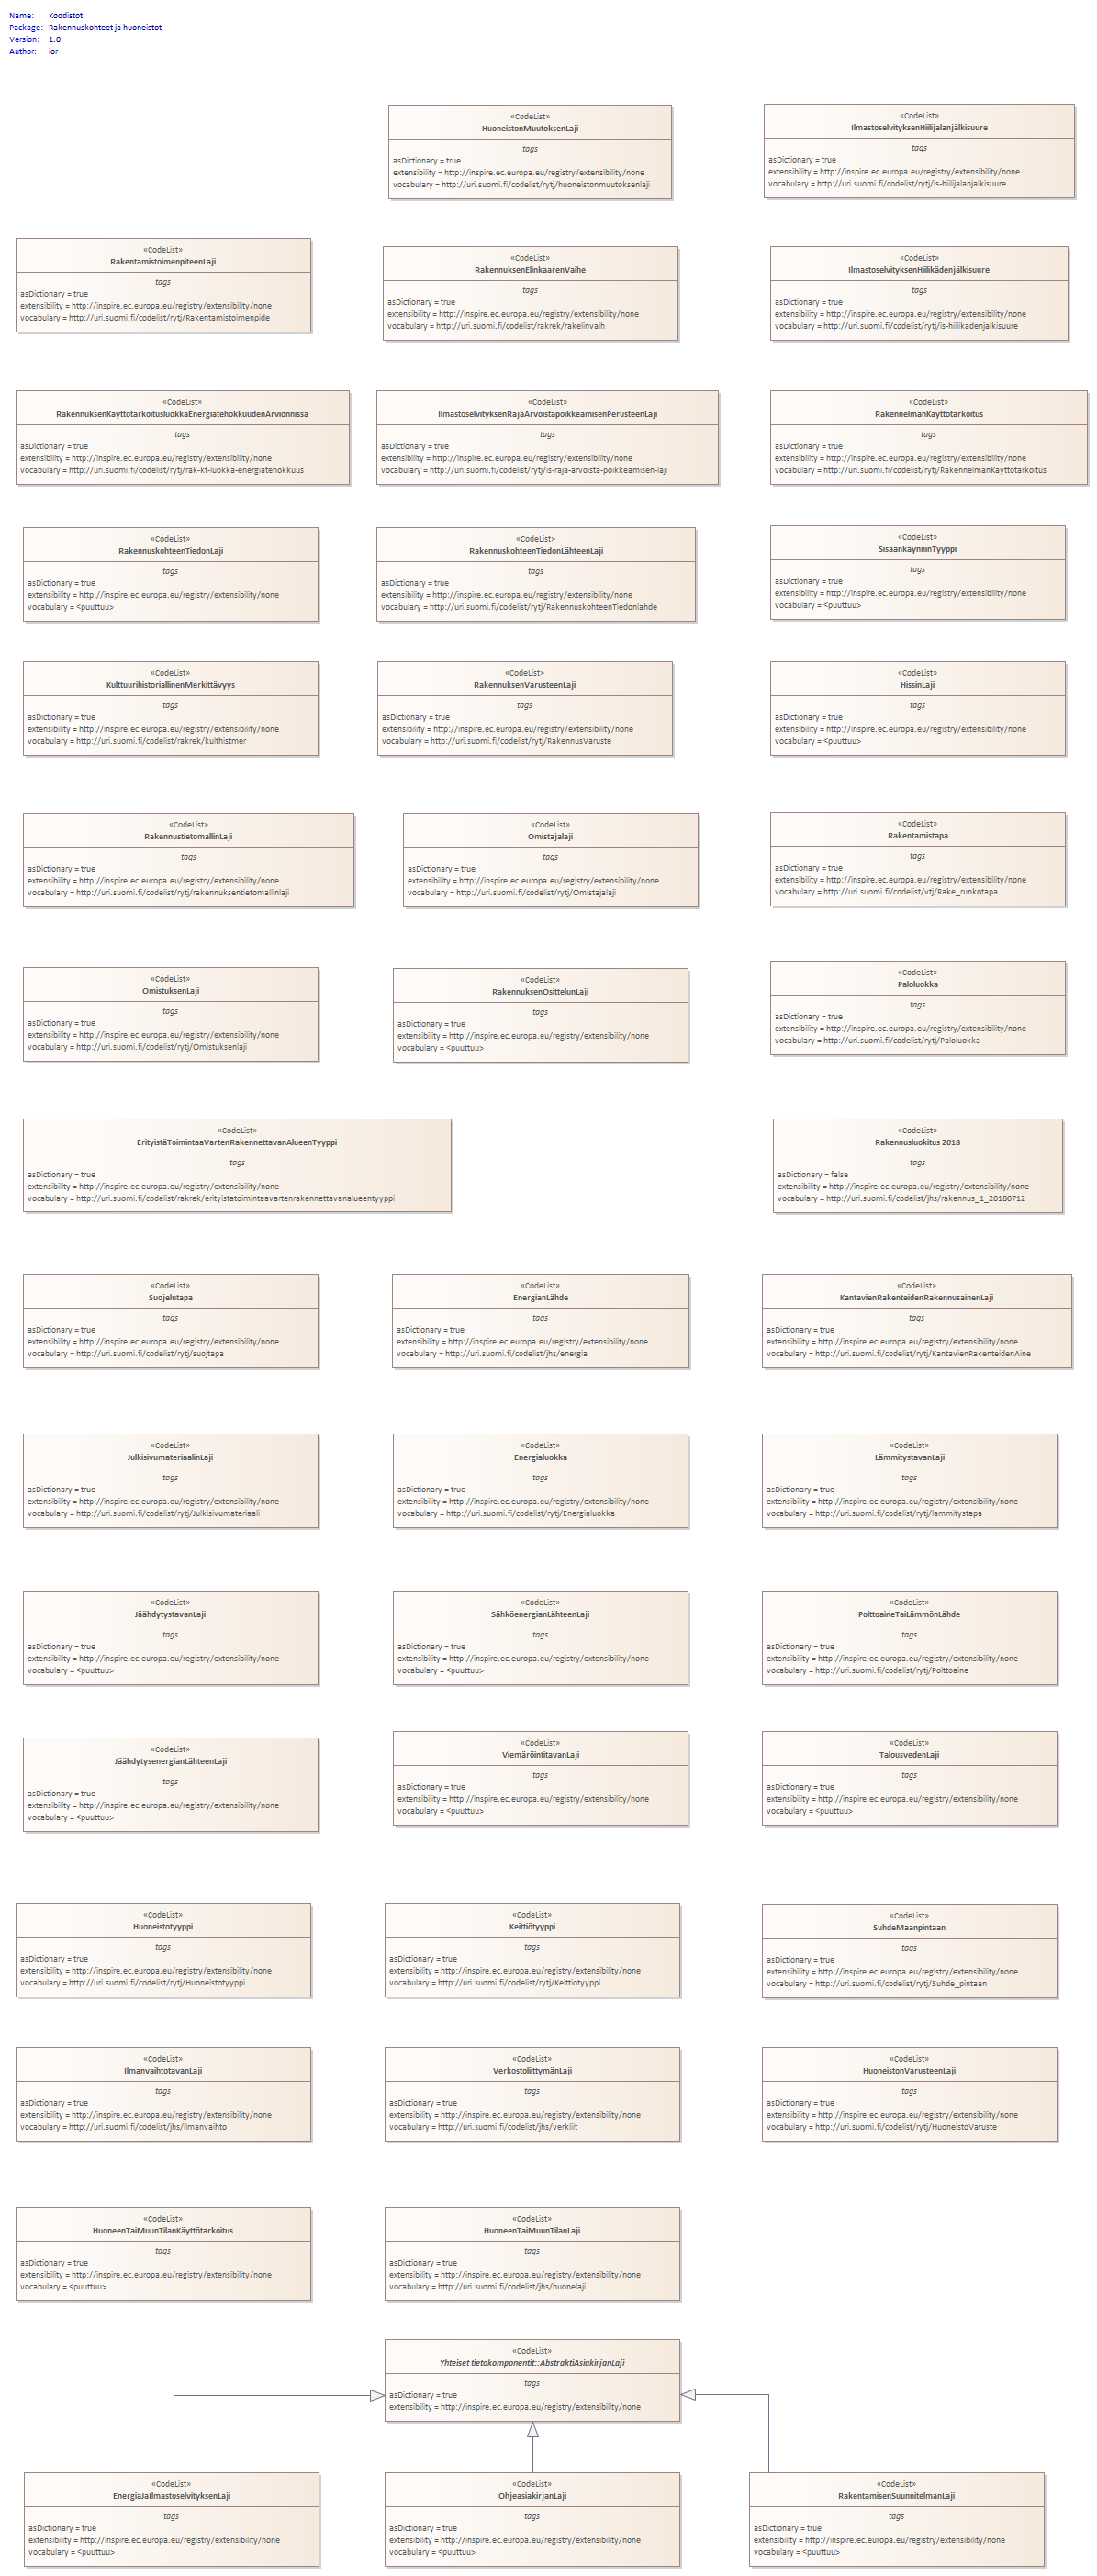 Name: Koodistot
Package: Rakennuskohteet ja huoneistot
Version: 1.0
Author: ior
«CodeList»
HuoneistonMuutoksenLaji
tags
asDictionary = true
extensibility = http://inspire.ec.europa.eu/registry/extensibility/none
vocabulary = http://uri.suomi.fi/codelist/rytj/huoneistonmuutoksenlaji
«CodeList»
IlmastoselvityksenHiilijalanjälkisuure
tags
asDictionary = true
extensibility = http://inspire.ec.europa.eu/registry/extensibility/none
vocabulary = http://uri.suomi.fi/codelist/rytj/is-hiilijalanjalkisuure
«CodeList»
RakentamistoimenpiteenLaji
tags
asDictionary = true
extensibility = http://inspire.ec.europa.eu/registry/extensibility/none
vocabulary = http://uri.suomi.fi/codelist/rytj/Rakentamistoimenpide
«CodeList»
RakennuksenElinkaarenVaihe
tags
asDictionary = true
extensibility = http://inspire.ec.europa.eu/registry/extensibility/none
vocabulary = http://uri.suomi.fi/codelist/rakrek/rakelinvaih
«CodeList»
IlmastoselvityksenHiilikädenjälkisuure
tags
asDictionary = true
extensibility = http://inspire.ec.europa.eu/registry/extensibility/none
vocabulary = http://uri.suomi.fi/codelist/rytj/is-hiilikadenjalkisuure
«CodeList»
RakennuksenKäyttötarkoitusluokkaEnergiatehokkuudenArvionnissa
tags
asDictionary = true
extensibility = http://inspire.ec.europa.eu/registry/extensibility/none
vocabulary = http://uri.suomi.fi/codelist/rytj/rak-kt-luokka-energiatehokkuus
«CodeList»
IlmastoselvityksenRajaArvoistapoikkeamisenPerusteenLaji
tags
asDictionary = true
extensibility = http://inspire.ec.europa.eu/registry/extensibility/none
vocabulary = http://uri.suomi.fi/codelist/rytj/is-raja-arvoista-poikkeamisen-laji
«CodeList»
RakennelmanKäyttötarkoitus
tags
asDictionary = true
extensibility = http://inspire.ec.europa.eu/registry/extensibility/none
vocabulary = http://uri.suomi.fi/codelist/rytj/RakennelmanKayttotarkoitus
«CodeList»
RakennuskohteenTiedonLaji
tags
asDictionary = true
extensibility = http://inspire.ec.europa.eu/registry/extensibility/none
vocabulary = <puuttuu>
«CodeList»
RakennuskohteenTiedonLähteenLaji
tags
asDictionary = true
extensibility = http://inspire.ec.europa.eu/registry/extensibility/none
vocabulary = http://uri.suomi.fi/codelist/rytj/RakennuskohteenTiedonlahde
«CodeList»
SisäänkäynninTyyppi
tags
asDictionary = true
extensibility = http://inspire.ec.europa.eu/registry/extensibility/none
vocabulary = <puuttuu>
«CodeList»
KulttuurihistoriallinenMerkittävyys
tags
asDictionary = true
extensibility = http://inspire.ec.europa.eu/registry/extensibility/none
vocabulary = http://uri.suomi.fi/codelist/rakrek/kulthistmer
«CodeList»
RakennuksenVarusteenLaji
tags
asDictionary = true
extensibility = http://inspire.ec.europa.eu/registry/extensibility/none
vocabulary = http://uri.suomi.fi/codelist/rytj/RakennusVaruste
«CodeList»
HissinLaji
tags
asDictionary = true
extensibility = http://inspire.ec.europa.eu/registry/extensibility/none
vocabulary = <puuttuu>
«CodeList»
RakennustietomallinLaji
tags
asDictionary = true
extensibility = http://inspire.ec.europa.eu/registry/extensibility/none
vocabulary = http://uri.suomi.fi/codelist/rytj/rakennuksentietomallinlaji
«CodeList»
Omistajalaji
tags
asDictionary = true
extensibility = http://inspire.ec.europa.eu/registry/extensibility/none
vocabulary = http://uri.suomi.fi/codelist/rytj/Omistajalaji
«CodeList»
Rakentamistapa
tags
asDictionary = true
extensibility = http://inspire.ec.europa.eu/registry/extensibility/none
vocabulary = http://uri.suomi.fi/codelist/vtj/Rake_runkotapa
«CodeList»
OmistuksenLaji
tags
asDictionary = true
extensibility = http://inspire.ec.europa.eu/registry/extensibility/none
vocabulary = http://uri.suomi.fi/codelist/rytj/Omistuksenlaji
«CodeList»
RakennuksenOsittelunLaji
tags
asDictionary = true
extensibility = http://inspire.ec.europa.eu/registry/extensibility/none
vocabulary = <puuttuu>
«CodeList»
Paloluokka
tags
asDictionary = true
extensibility = http://inspire.ec.europa.eu/registry/extensibility/none
vocabulary = http://uri.suomi.fi/codelist/rytj/Paloluokka
«CodeList»
ErityistäToimintaaVartenRakennettavanAlueenTyyppi
tags
asDictionary = true
extensibility = http://inspire.ec.europa.eu/registry/extensibility/none
vocabulary = http://uri.suomi.fi/codelist/rakrek/erityistatoimintaavartenrakennettavanalueentyyppi
«CodeList»
Rakennusluokitus 2018
tags
asDictionary = false
extensibility = http://inspire.ec.europa.eu/registry/extensibility/none
vocabulary = http://uri.suomi.fi/codelist/jhs/rakennus_1_20180712
«CodeList»
Suojelutapa
tags
asDictionary = true
extensibility = http://inspire.ec.europa.eu/registry/extensibility/none
vocabulary = http://uri.suomi.fi/codelist/rytj/suojtapa
«CodeList»
EnergianLähde
tags
asDictionary = true
extensibility = http://inspire.ec.europa.eu/registry/extensibility/none
vocabulary = http://uri.suomi.fi/codelist/jhs/energia
«CodeList»
KantavienRakenteidenRakennusainenLaji
tags
asDictionary = true
extensibility = http://inspire.ec.europa.eu/registry/extensibility/none
vocabulary = http://uri.suomi.fi/codelist/rytj/KantavienRakenteidenAine
«CodeList»
JulkisivumateriaalinLaji
tags
asDictionary = true
extensibility = http://inspire.ec.europa.eu/registry/extensibility/none
vocabulary = http://uri.suomi.fi/codelist/rytj/Julkisivumateriaali
«CodeList»
Energialuokka
tags
asDictionary = true
extensibility = http://inspire.ec.europa.eu/registry/extensibility/none
vocabulary = http://uri.suomi.fi/codelist/rytj/Energialuokka
«CodeList»
LämmitystavanLaji
tags
asDictionary = true
extensibility = http://inspire.ec.europa.eu/registry/extensibility/none
vocabulary = http://uri.suomi.fi/codelist/rytj/lammitystapa
«CodeList»
JäähdytystavanLaji
tags
asDictionary = true
extensibility = http://inspire.ec.europa.eu/registry/extensibility/none
vocabulary = <puuttuu>
«CodeList»
SähköenergianLähteenLaji
tags
asDictionary = true
extensibility = http://inspire.ec.europa.eu/registry/extensibility/none
vocabulary = <puuttuu>
«CodeList»
PolttoaineTaiLämmönLähde
tags
asDictionary = true
extensibility = http://inspire.ec.europa.eu/registry/extensibility/none
vocabulary = http://uri.suomi.fi/codelist/rytj/Polttoaine
«CodeList»
JäähdytysenergianLähteenLaji
tags
asDictionary = true
extensibility = http://inspire.ec.europa.eu/registry/extensibility/none
vocabulary = <puuttuu>
«CodeList»
ViemäröintitavanLaji
tags
asDictionary = true
extensibility = http://inspire.ec.europa.eu/registry/extensibility/none
vocabulary = <puuttuu>
«CodeList»
TalousvedenLaji
tags
asDictionary = true
extensibility = http://inspire.ec.europa.eu/registry/extensibility/none
vocabulary = <puuttuu>
«CodeList»
Huoneistotyyppi
tags
asDictionary = true
extensibility = http://inspire.ec.europa.eu/registry/extensibility/none
vocabulary = http://uri.suomi.fi/codelist/rytj/Huoneistotyyppi
«CodeList»
Keittiötyyppi
tags
asDictionary = true
extensibility = http://inspire.ec.europa.eu/registry/extensibility/none
vocabulary = http://uri.suomi.fi/codelist/rytj/Keittiotyyppi
«CodeList»
SuhdeMaanpintaan
tags
asDictionary = true
extensibility = http://inspire.ec.europa.eu/registry/extensibility/none
vocabulary = http://uri.suomi.fi/codelist/rytj/Suhde_pintaan
«CodeList»
IlmanvaihtotavanLaji
tags
asDictionary = true
extensibility = http://inspire.ec.europa.eu/registry/extensibility/none
vocabulary = http://uri.suomi.fi/codelist/jhs/ilmanvaihto
«CodeList»
VerkostoliittymänLaji
tags
asDictionary = true
extensibility = http://inspire.ec.europa.eu/registry/extensibility/none
vocabulary = http://uri.suomi.fi/codelist/jhs/verkliit
«CodeList»
HuoneistonVarusteenLaji
tags
asDictionary = true
extensibility = http://inspire.ec.europa.eu/registry/extensibility/none
vocabulary = http://uri.suomi.fi/codelist/rytj/HuoneistoVaruste
«CodeList»
HuoneenTaiMuunTilanKäyttötarkoitus
tags
asDictionary = true
extensibility = http://inspire.ec.europa.eu/registry/extensibility/none
vocabulary = <puuttuu>
«CodeList»
HuoneenTaiMuunTilanLaji
tags
asDictionary = true
extensibility = http://inspire.ec.europa.eu/registry/extensibility/none
vocabulary = http://uri.suomi.fi/codelist/jhs/huonelaji
«CodeList»
Yhteiset tietokomponentit::AbstraktiAsiakirjanLaji
tags
asDictionary = true
extensibility = http://inspire.ec.europa.eu/registry/extensibility/none
«CodeList»
EnergiaJaIlmastoselvityksenLaji
tags
asDictionary = true
extensibility = http://inspire.ec.europa.eu/registry/extensibility/none
vocabulary = <puuttuu>
«CodeList»
OhjeasiakirjanLaji
tags
asDictionary = true
extensibility = http://inspire.ec.europa.eu/registry/extensibility/none
vocabulary = <puuttuu>
«CodeList»
RakentamisenSuunnitelmanLaji
tags
asDictionary = true
extensibility = http://inspire.ec.europa.eu/registry/extensibility/none
vocabulary = <puuttuu>